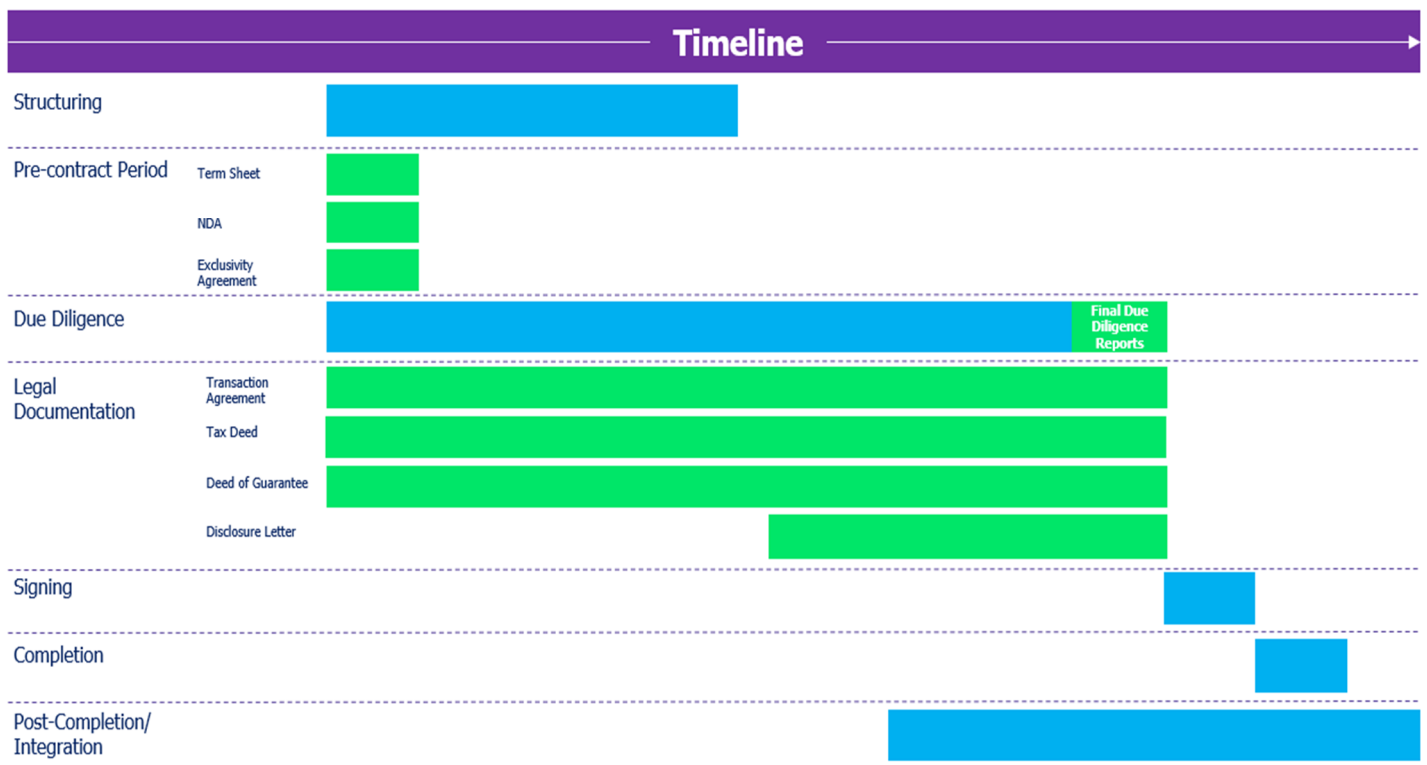 Timeline
Structuring
Pre-contract Period
Term Sheet
NDA
Exclusivity
Agreement
Due Diligence
Final Due
Diligence
Reports
Legal
Documentation
Transaction
Agreement
Tax Deed
Deed of Guarantee
Disclosure Letter
Signing
Completion
Post-Completion/
Integration